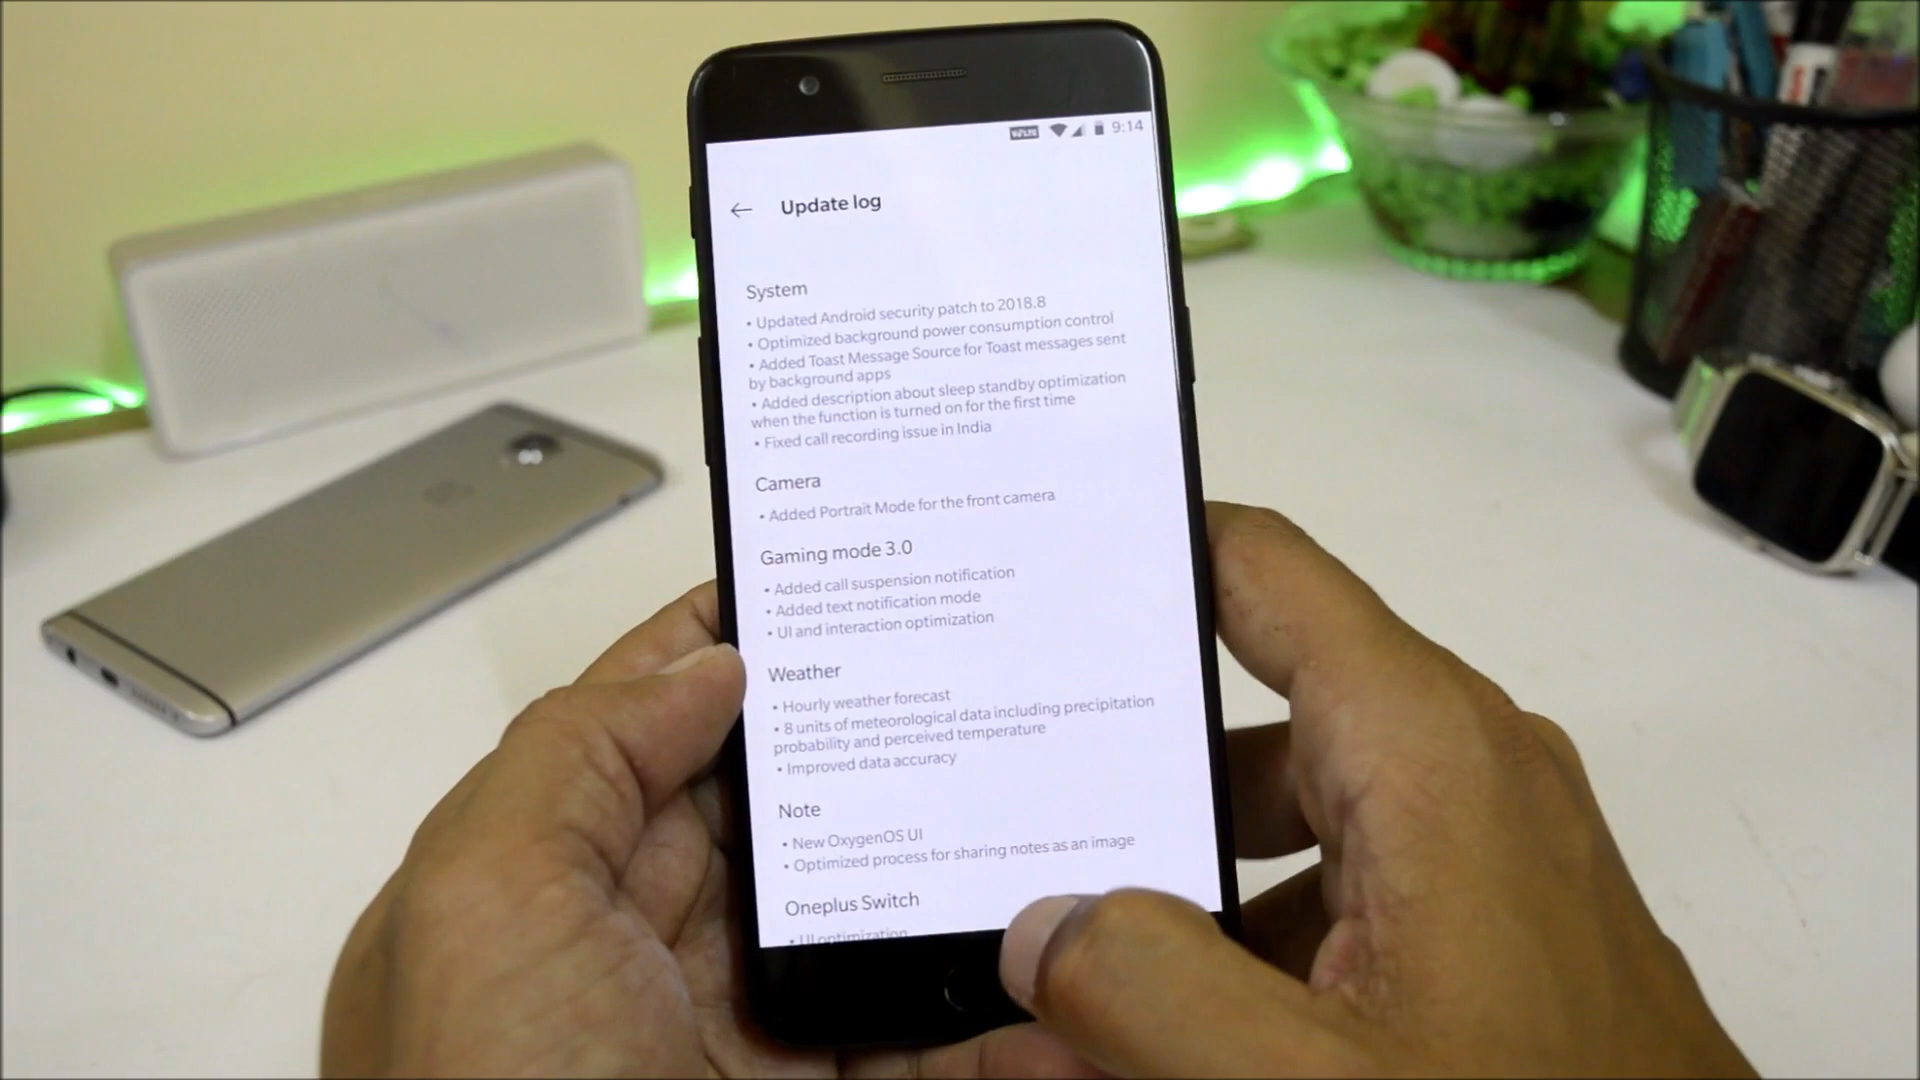 VoLTE 9:14
Update log
System
• Updated Android security patch to 2018.8
• Optimized background power consumption control
• Added Toast Message Source for Toast messages sent
by background apps
• Added description about sleep standby optimization
when the function is turned on for the first time
• Fixed call recording issue in India
Camera
• Added Portrait Mode for the front camera
Gaming mode 3.0
• Added call suspension notification
• Added text notification mode
• UI and interaction optimization
Weather
• Hourly weather forecast
• 8 units of meteorological data including precipitation
probability and perceived temperature
• Improved data accuracy
Note
• New OxygenOS UI
• Optimized process for sharing notes as an image
Oneplus Switch
• UI optimization